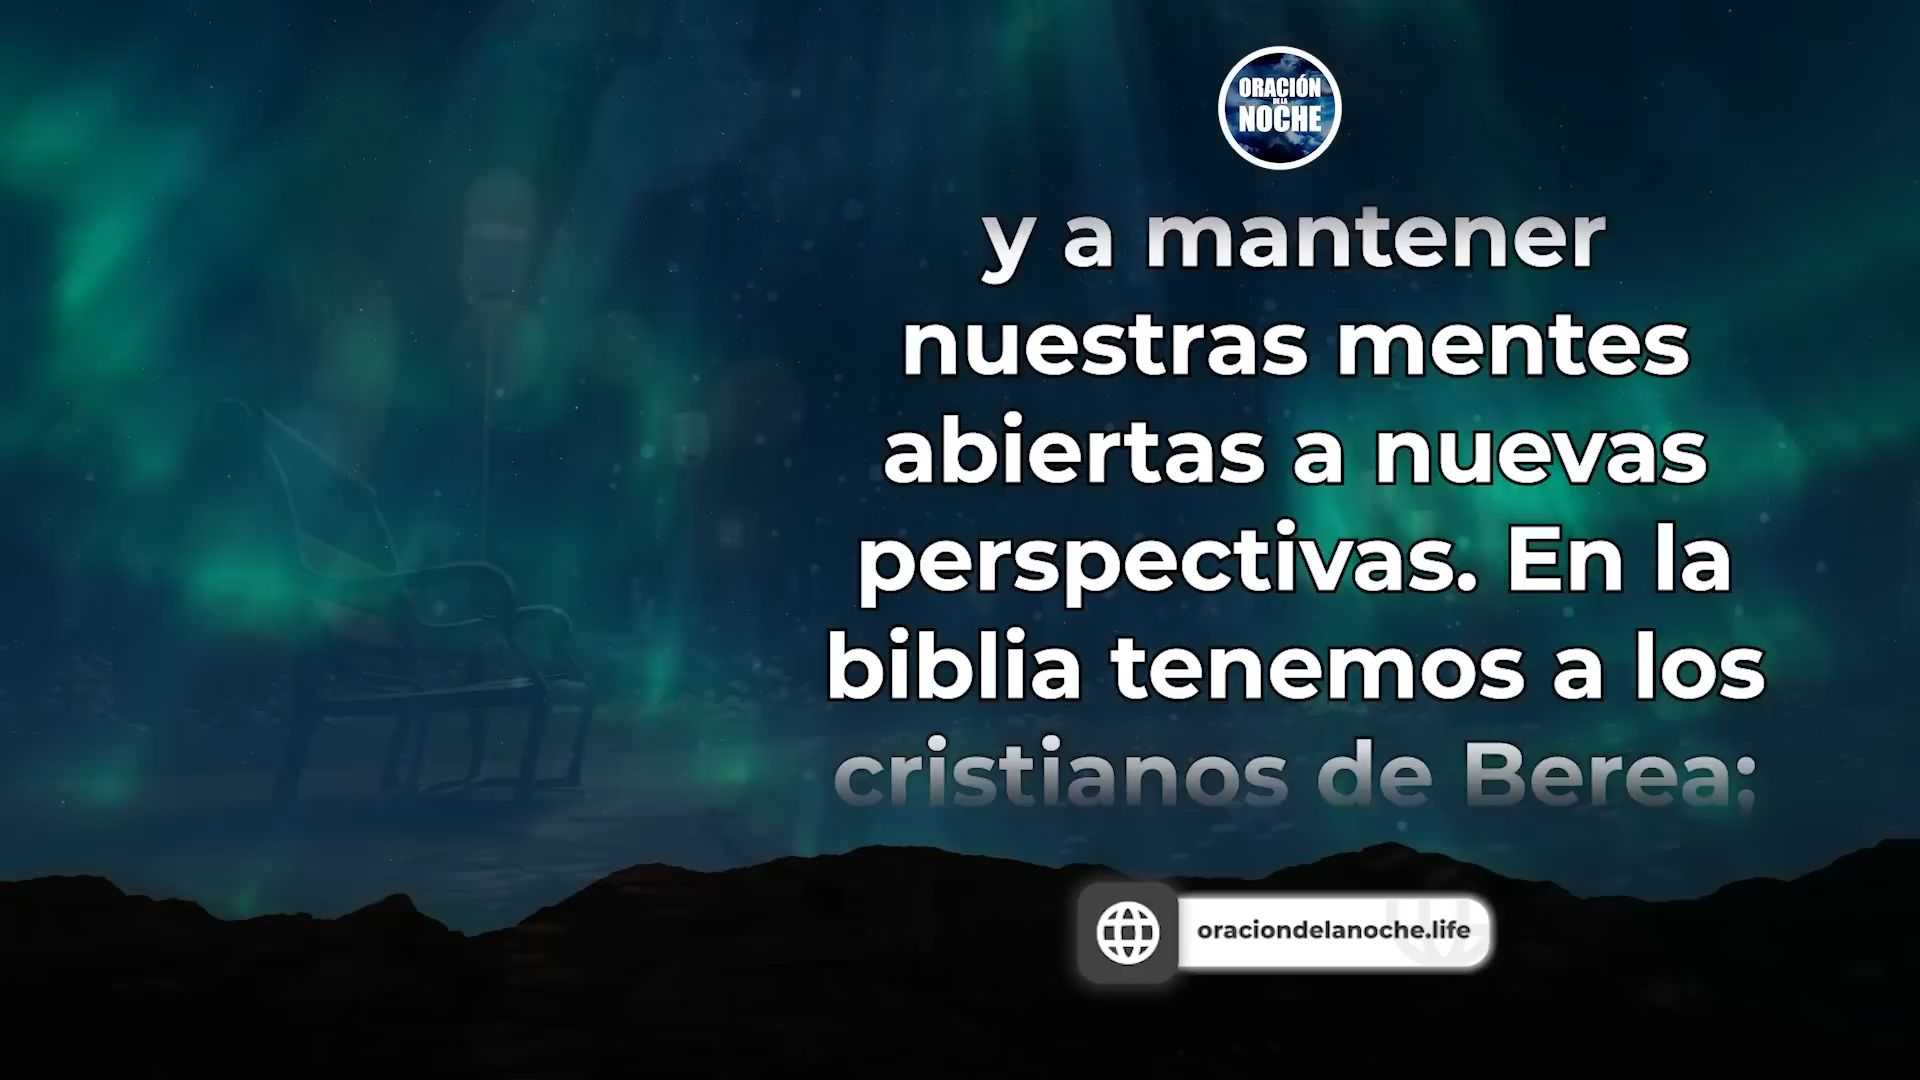 ORACIÓN
DE LA
NOCHE
y a mantener
nuestras mentes
abiertas a nuevas
perspectivas. En la
biblia tenemos a los
cristianos de Berea;
oraciondelanoche.life